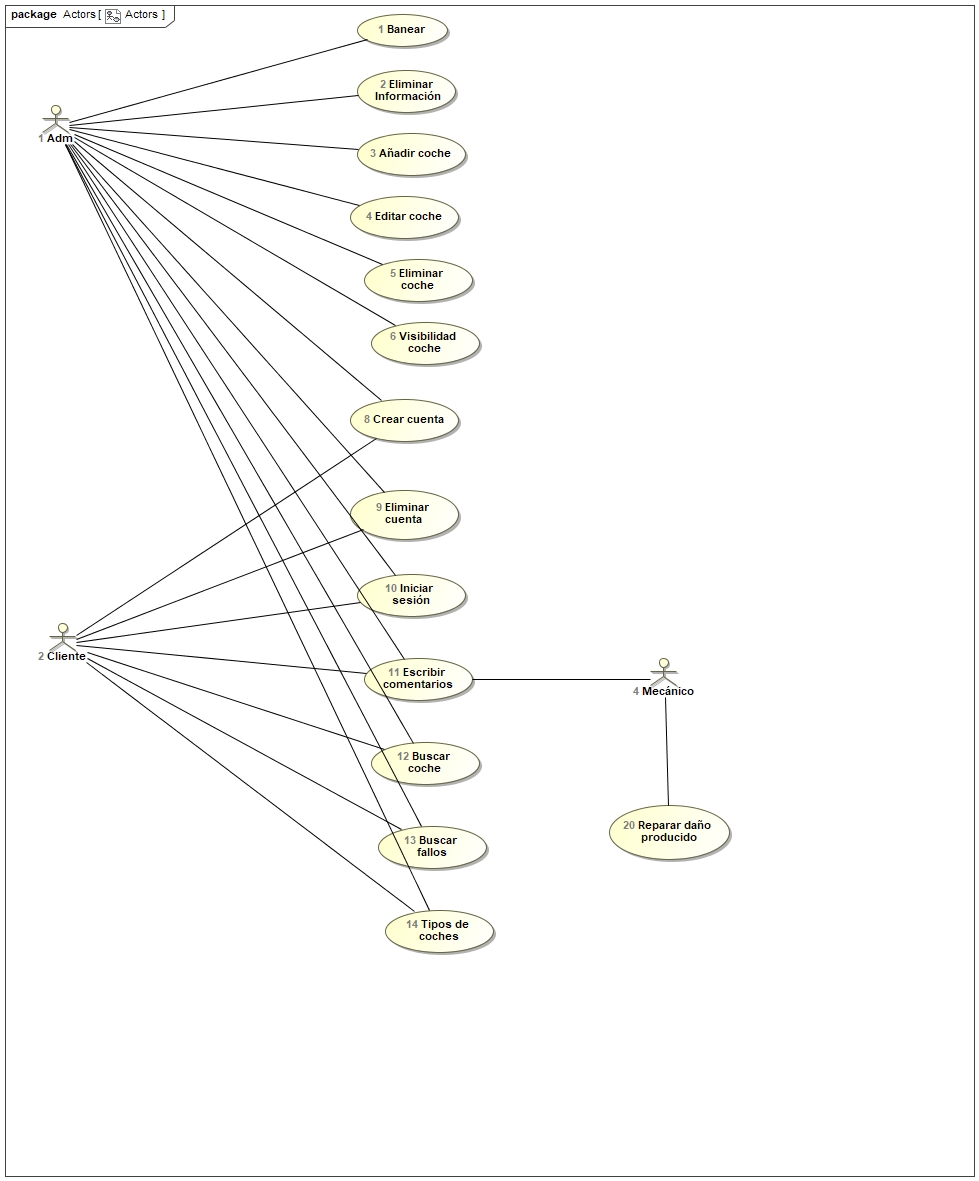 package Actors [ Actors ]
1 Banear
2 Eliminar
Información
1 Adm
3 Añadir coche
4 Editar coche
5 Eliminar
coche
6 Visibilidad
coche
8 Crear cuenta
9 Eliminar
cuenta
10 Iniciar
sesión
2 Cliente
11 Escribir
comentarios
4 Mecánico
12 Buscar
coche
20 Reparar daño
producido
13 Buscar
fallos
14 Tipos de
coches